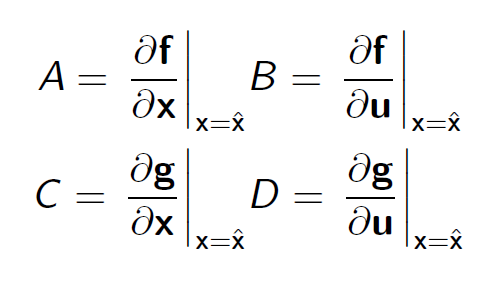 A = ∂f/∂x |x=x̂ B = ∂f/∂u |x=x̂
C = ∂g/∂x |x=x̂ D = ∂g/∂u |x=x̂